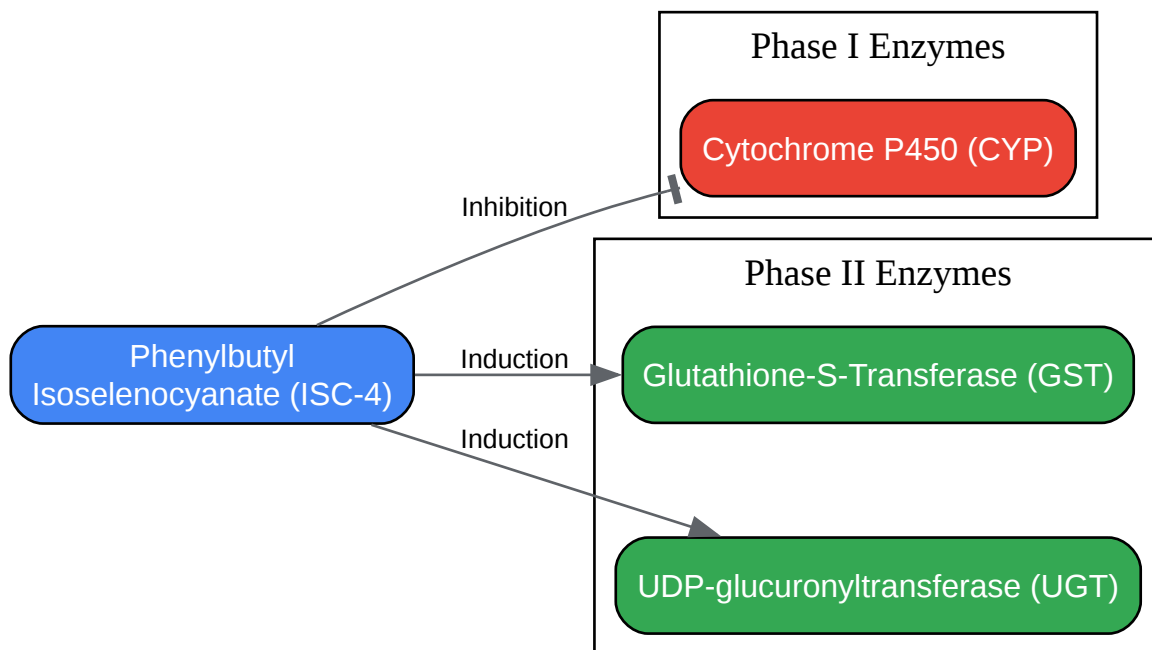 Phase I Enzymes
Cytochrome P450 (CYP)
Inhibition
Phase II Enzymes
Phenylbutyl
Isoselenocyanate (ISC-4)
Induction
Glutathione-S-Transferase (GST)
Induction
UDP-glucuronyltransferase (UGT)